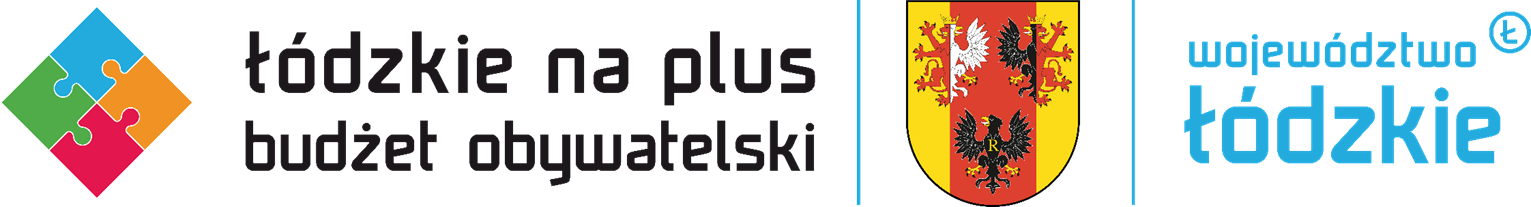 łódzkie na plus
budżet obywatelski
R
województwo
łódzkie
Ł